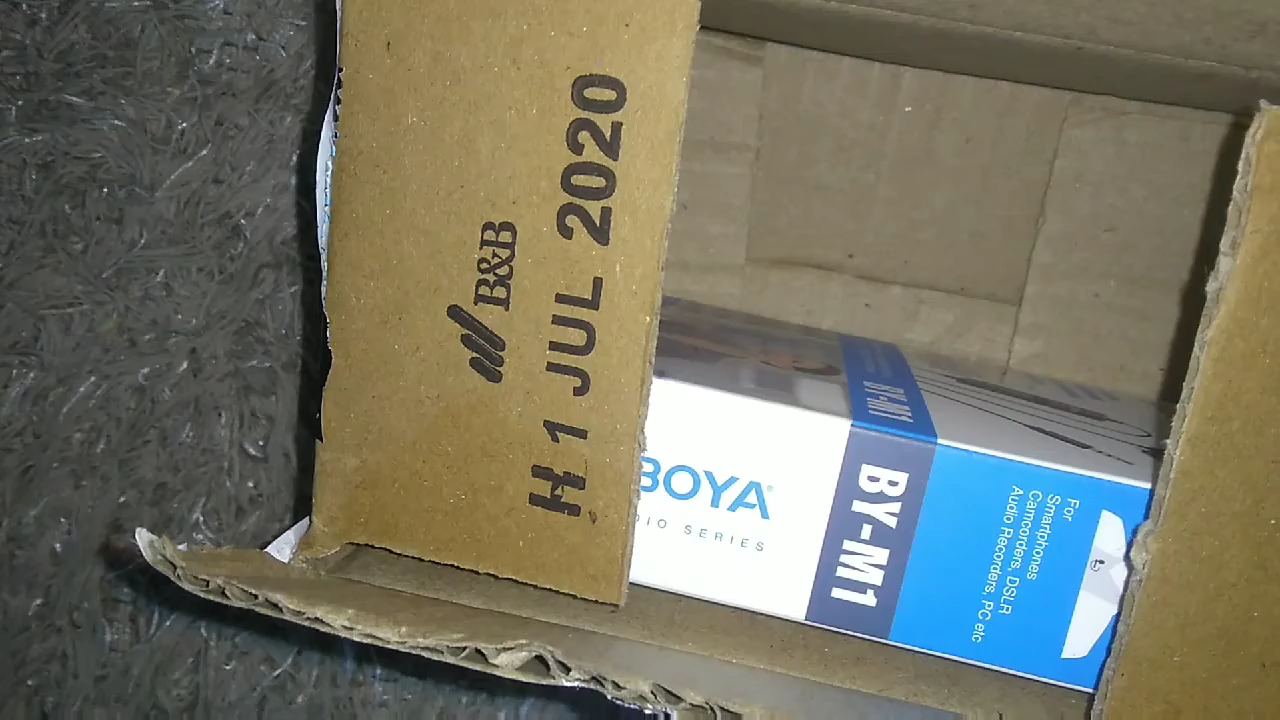 B&B
H 1 JUL 2020
BY-M1
BOYA®
DIO SERIES
BY-M1
For
Smartphones
Camcorders, DSLR
Audio Recorders, PC etc